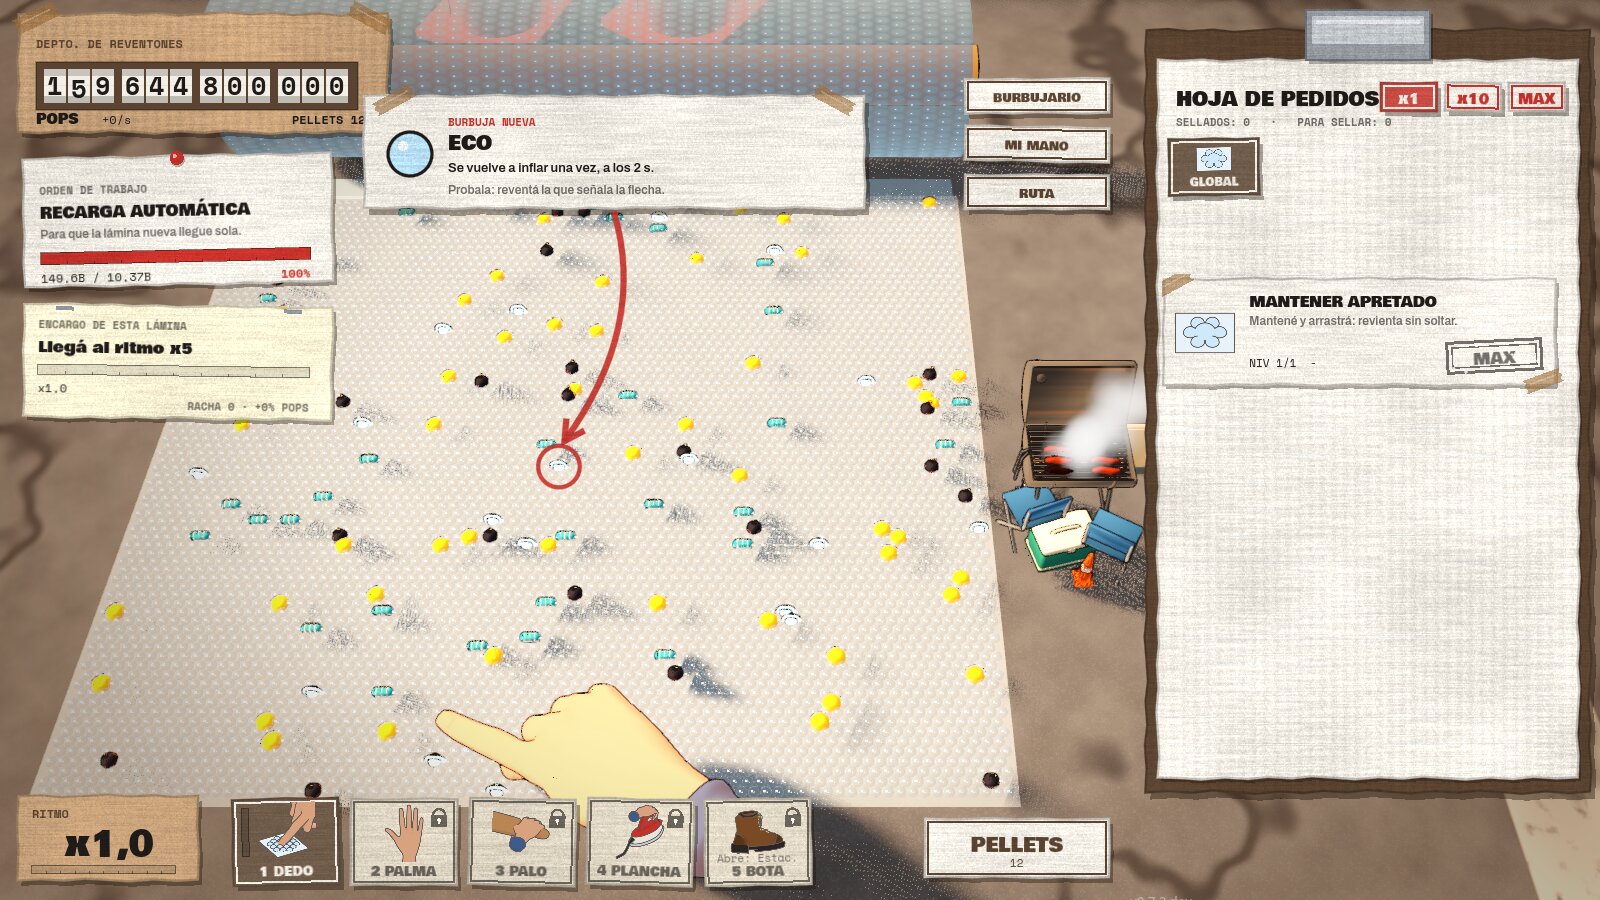 DEPTO. DE REVENTONES
159 644 800 000
POPS +0/s PELLETS 12
ORDEN DE TRABAJO
RECARGA AUTOMÁTICA
Para que la lámina nueva llegue sola.
149.6B / 10.37B 100%
ENCARGO DE ESTA LÁMINA
Llegá al ritmo x5
x1.0
RACHA 0 · +0% POPS
BURBUJA NUEVA
ECO
Se vuelve a inflar una vez, a los 2 s.
Probala: reventá la que señala la flecha.
BURBUJARIO
MI MANO
RUTA
HOJA DE PEDIDOS x1 x10 MAX
SELLADOS: 0 · PARA SELLAR: 0
GLOBAL
MANTENER APRETADO
Mantené y arrastrá: revienta sin soltar.
NIV 1/1 - MAX
RITMO
x1,0
1 DEDO
2 PALMA
3 PALO
4 PLANCHA
Abre: Estac.
5 BOTA
PELLETS
12